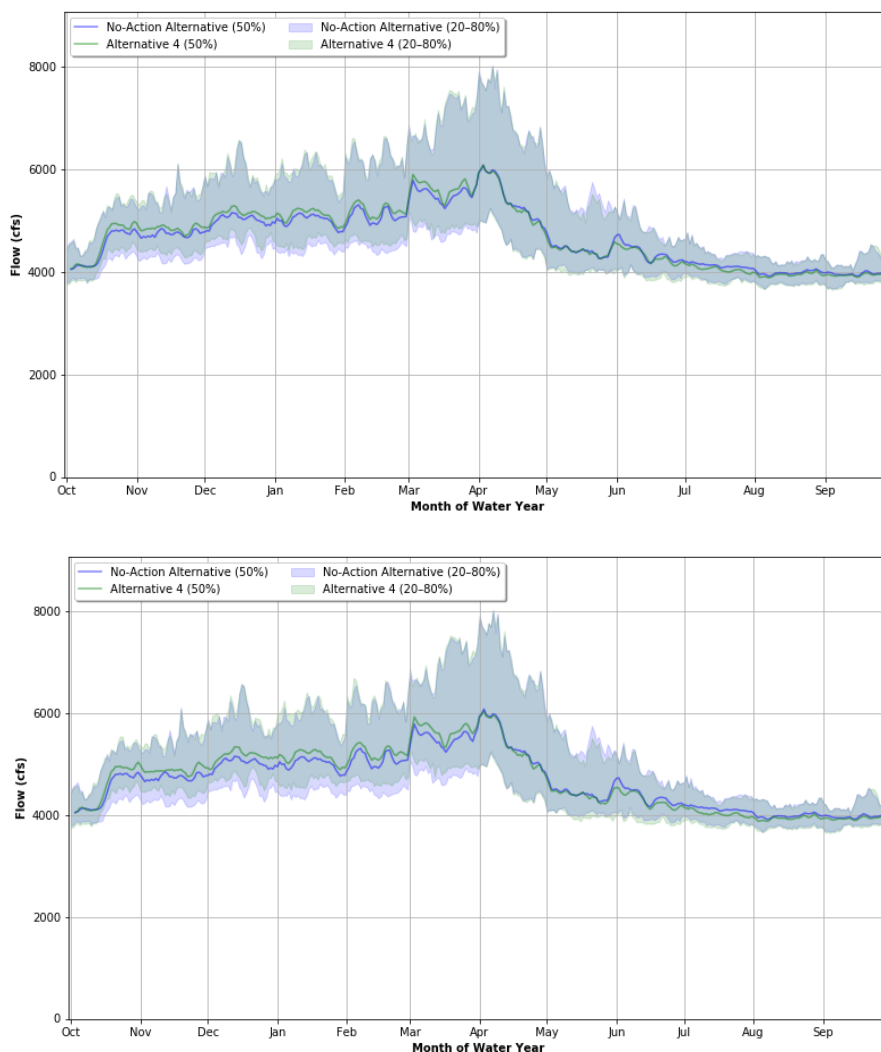 No-Action Alternative (50%) No-Action Alternative (20–80%)
Alternative 4 (50%) Alternative 4 (20–80%)
8000
6000
Flow (cfs)
4000
2000
0
Oct Nov Dec Jan Feb Mar Apr May Jun Jul Aug Sep
Month of Water Year
No-Action Alternative (50%) No-Action Alternative (20–80%)
Alternative 4 (50%) Alternative 4 (20–80%)
8000
6000
Flow (cfs)
4000
2000
0
Oct Nov Dec Jan Feb Mar Apr May Jun Jul Aug Sep
Month of Water Year